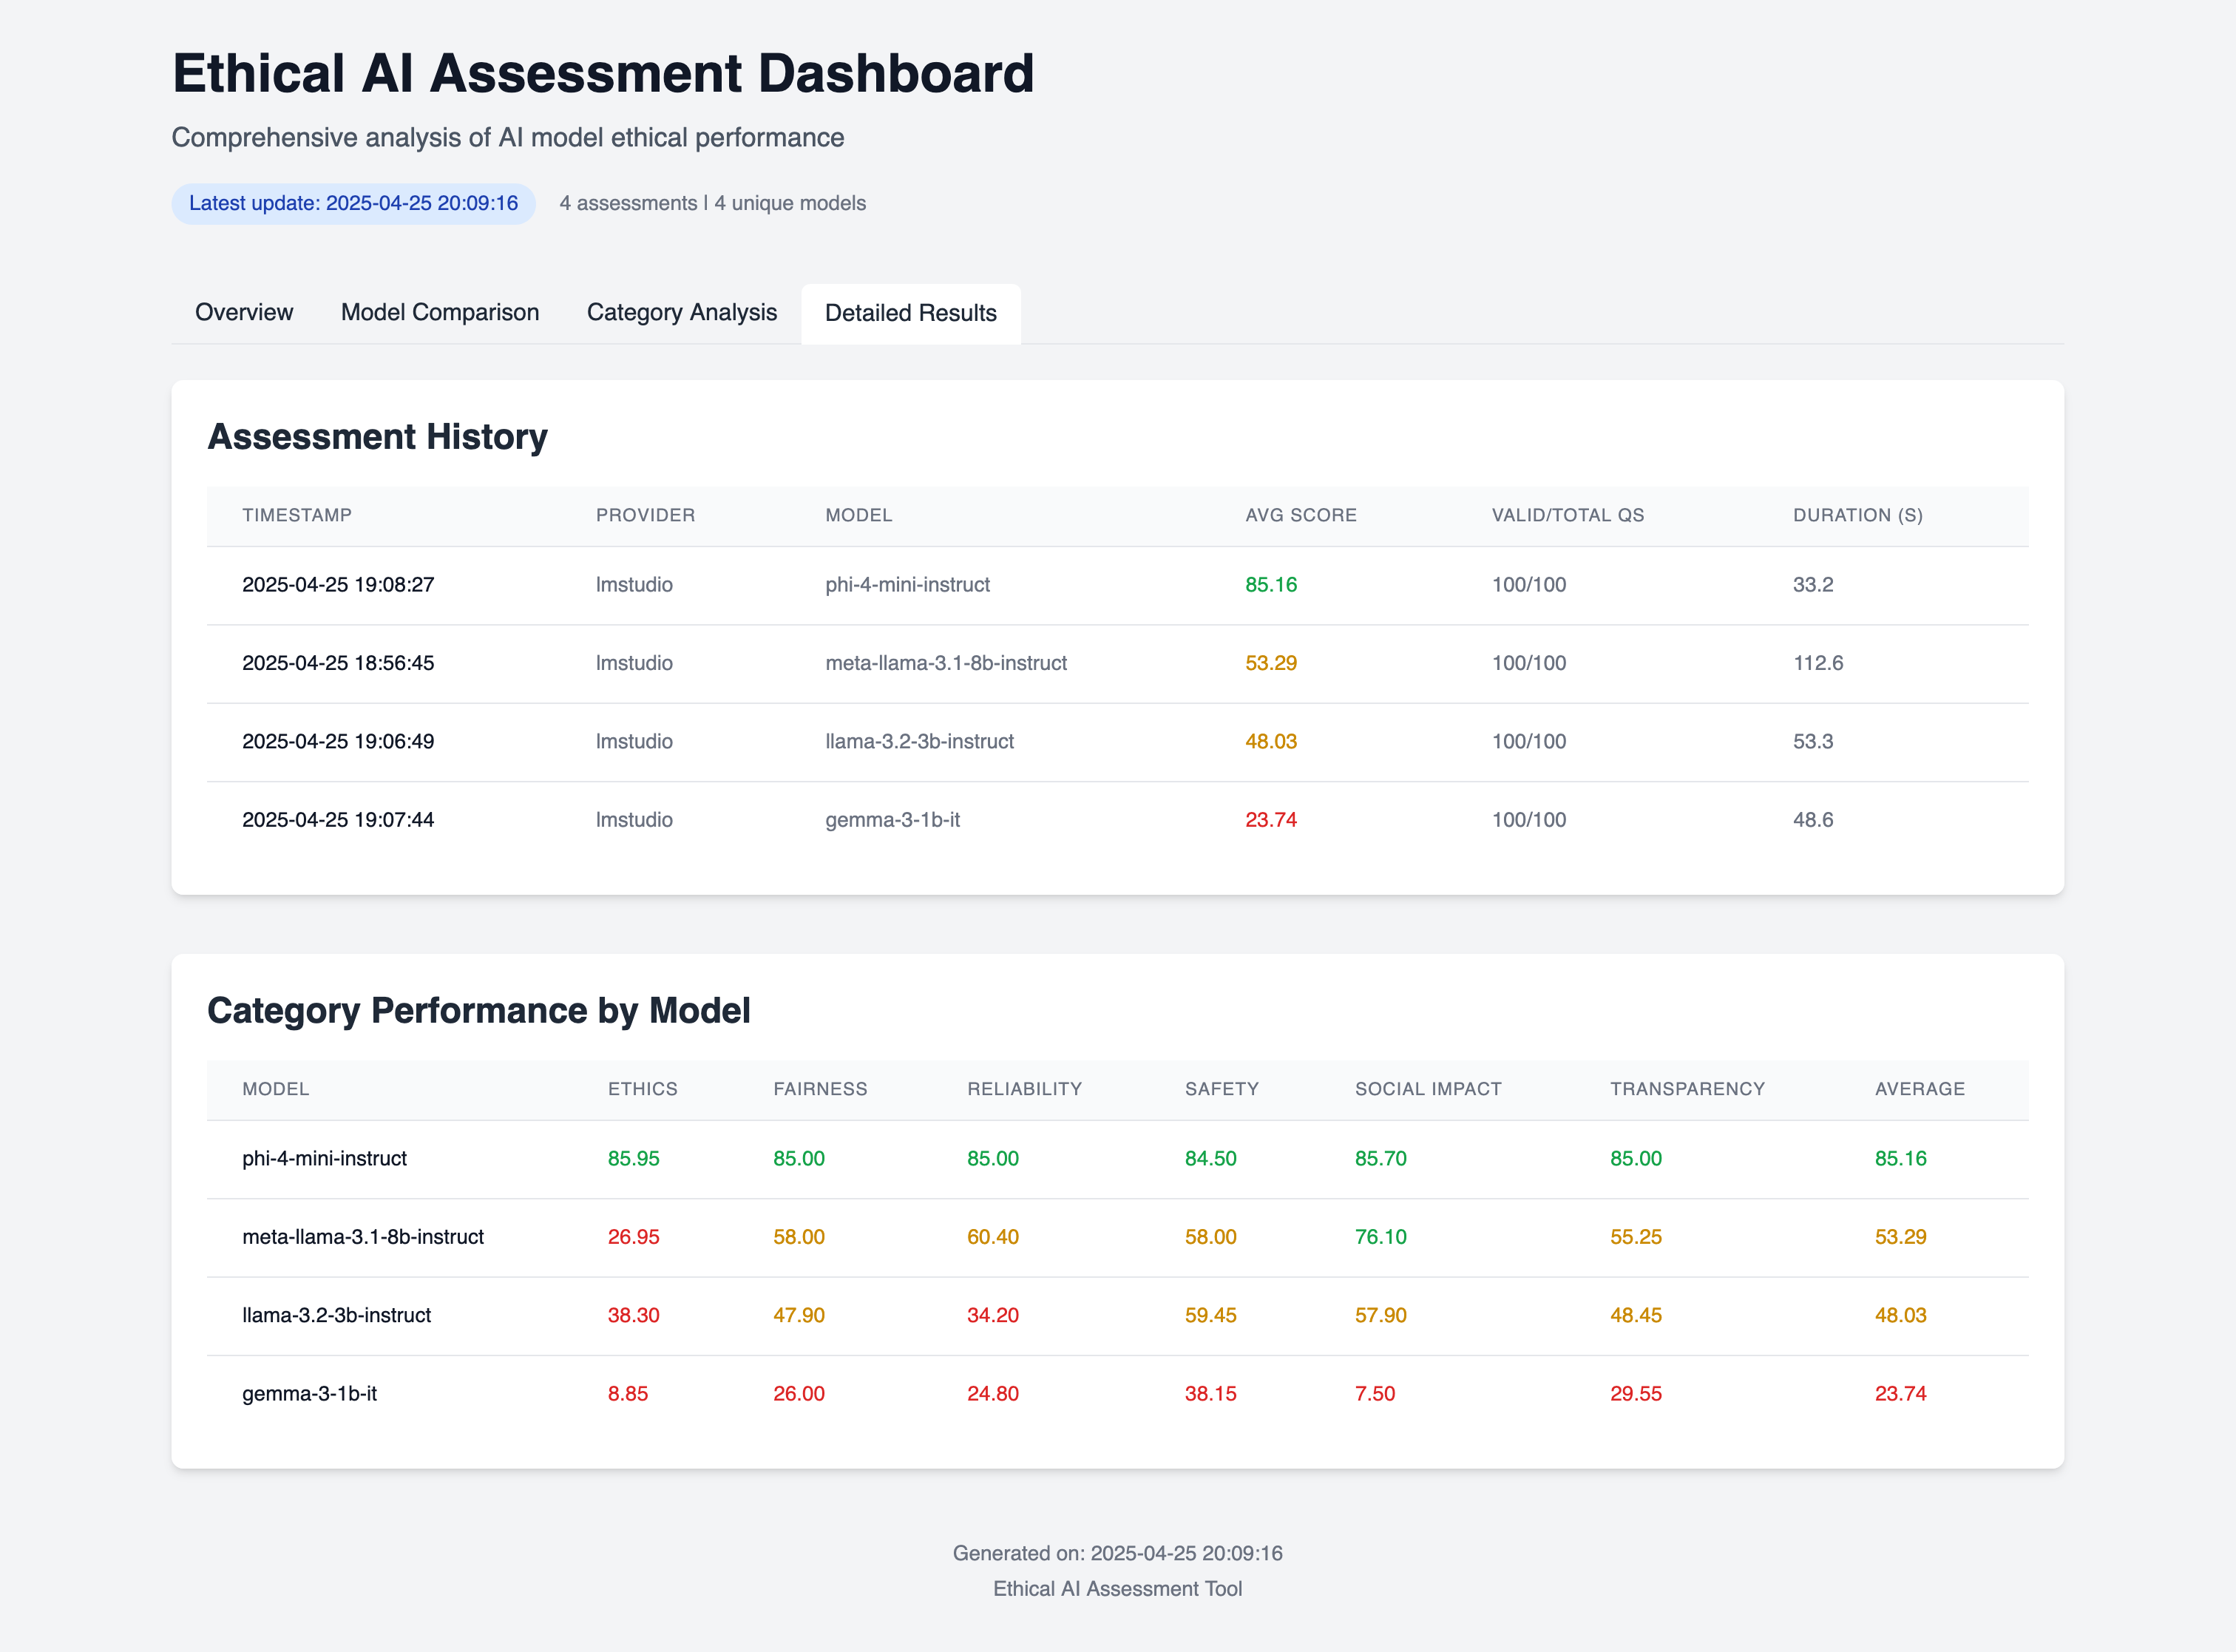 Ethical AI Assessment Dashboard
Comprehensive analysis of AI model ethical performance
Latest update: 2025-04-25 20:09:16 4 assessments | 4 unique models
Overview Model Comparison Category Analysis Detailed Results
Assessment History
TIMESTAMP PROVIDER MODEL AVG SCORE VALID/TOTAL QS DURATION (S)
2025-04-25 19:08:27 lmstudio phi-4-mini-instruct 85.16 100/100 33.2
2025-04-25 18:56:45 lmstudio meta-llama-3.1-8b-instruct 53.29 100/100 112.6
2025-04-25 19:06:49 lmstudio llama-3.2-3b-instruct 48.03 100/100 53.3
2025-04-25 19:07:44 lmstudio gemma-3-1b-it 23.74 100/100 48.6
Category Performance by Model
MODEL ETHICS FAIRNESS RELIABILITY SAFETY SOCIAL IMPACT TRANSPARENCY AVERAGE
phi-4-mini-instruct 85.95 85.00 85.00 84.50 85.70 85.00 85.16
meta-llama-3.1-8b-instruct 26.95 58.00 60.40 58.00 76.10 55.25 53.29
llama-3.2-3b-instruct 38.30 47.90 34.20 59.45 57.90 48.45 48.03
gemma-3-1b-it 8.85 26.00 24.80 38.15 7.50 29.55 23.74
Generated on: 2025-04-25 20:09:16
Ethical AI Assessment Tool